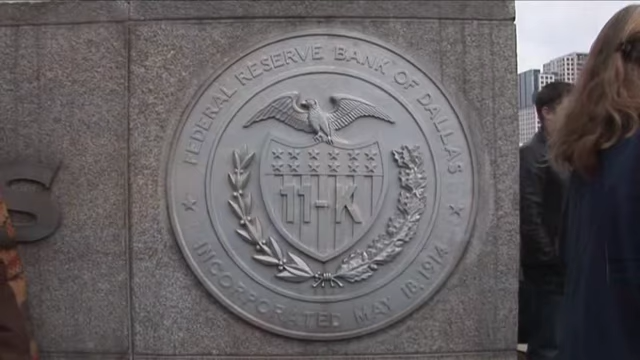 FEDERAL RESERVE BANK OF DALLAS
11-K
INCORPORATED MAY 18, 1914
S